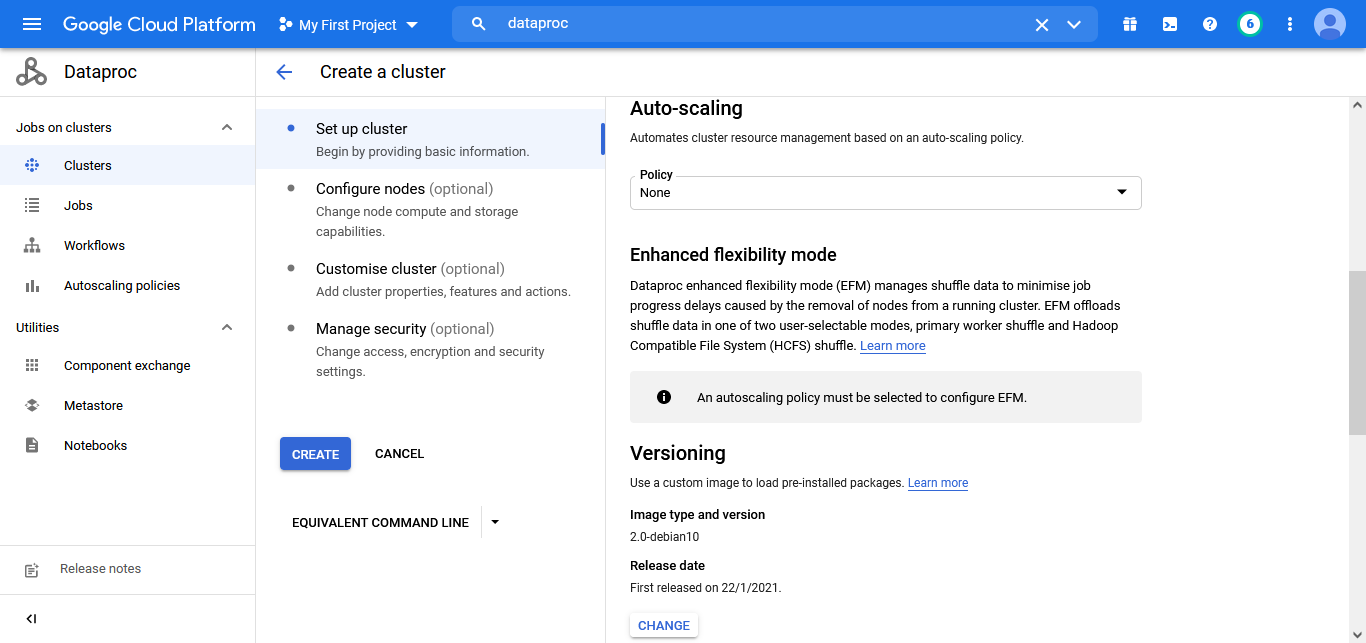 Google Cloud Platform
My First Project
dataproc
6
Dataproc
Create a cluster
Jobs on clusters
Clusters
Jobs
Workflows
Autoscaling policies
Utilities
Component exchange
Metastore
Notebooks
Release notes
Set up cluster
Begin by providing basic information.
Configure nodes (optional)
Change node compute and storage
capabilities.
Customise cluster (optional)
Add cluster properties, features and actions.
Manage security (optional)
Change access, encryption and security
settings.
CREATE
CANCEL
EQUIVALENT COMMAND LINE
Auto-scaling
Automates cluster resource management based on an auto-scaling policy.
Policy
None
Enhanced flexibility mode
Dataproc enhanced flexibility mode (EFM) manages shuffle data to minimise job
progress delays caused by the removal of nodes from a running cluster. EFM offloads
shuffle data in one of two user-selectable modes, primary worker shuffle and Hadoop
Compatible File System (HCFS) shuffle. Learn more
An autoscaling policy must be selected to configure EFM.
Versioning
Use a custom image to load pre-installed packages. Learn more
Image type and version
2.0-debian10
Release date
First released on 22/1/2021.
CHANGE